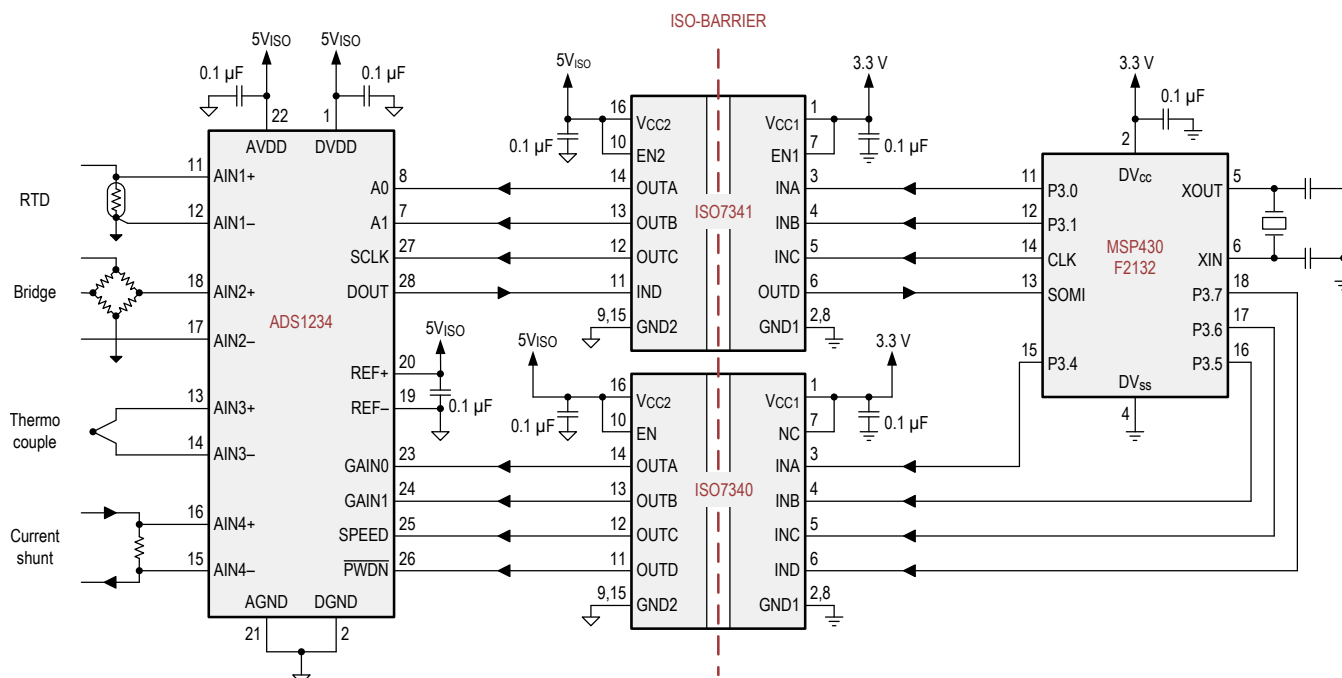 ISO-BARRIER
5VISO
5VISO
0.1 µF
0.1 µF
22
1
AVDD
DVDD
RTD
11
AIN1+
12
AIN1–
Bridge
18
AIN2+
17
AIN2–
Thermo
couple
13
AIN3+
14
AIN3–
Current
shunt
16
AIN4+
15
AIN4–
ADS1234
A0
8
A1
7
SCLK
27
DOUT
28
REF+
20
REF–
19
5VISO
0.1 µF
GAIN0
23
GAIN1
24
SPEED
25
PWDN
26
AGND
DGND
21
2
5VISO
0.1 µF
16
VCC2
10
EN2
14
OUTA
13
OUTB
12
OUTC
11
IND
9,15
GND2
ISO7341
3.3 V
0.1 µF
1
VCC1
7
EN1
3
INA
4
INB
5
INC
6
OUTD
2,8
GND1
5VISO
0.1 µF
16
VCC2
10
EN
14
OUTA
13
OUTB
12
OUTC
11
OUTD
9,15
GND2
ISO7340
3.3 V
0.1 µF
1
VCC1
7
NC
3
INA
4
INB
5
INC
6
IND
2,8
GND1
3.3 V
0.1 µF
2
DVcc
11
P3.0
12
P3.1
14
CLK
13
SOMI
15
P3.4
MSP430
F2132
XOUT
5
XIN
6
P3.7
18
P3.6
17
P3.5
16
DVss
4